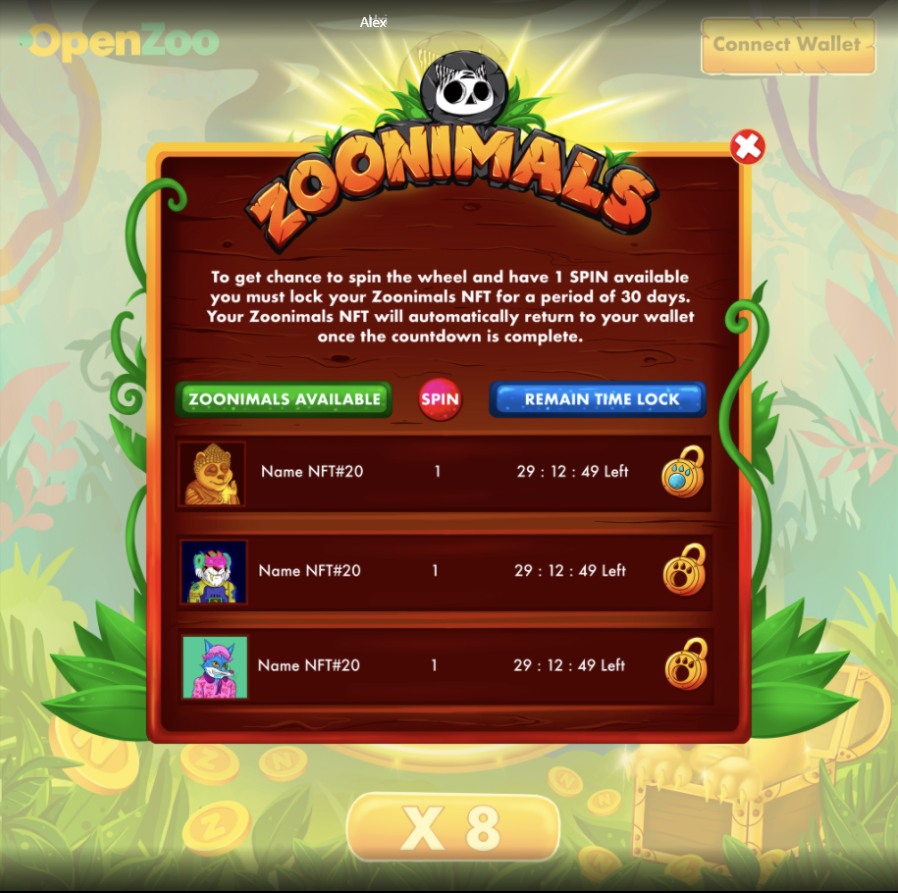 Alex
OpenZoo
Connect Wallet
ZOONIMALS
To get chance to spin the wheel and have 1 SPIN available
you must lock your Zoonimals NFT for a period of 30 days.
Your Zoonimals NFT will automatically return to your wallet
once the countdown is complete.
ZOONIMALS AVAILABLE SPIN REMAIN TIME LOCK
Name NFT#20 1 29 : 12 : 49 Left
Name NFT#20 1 29 : 12 : 49 Left
Name NFT#20 1 29 : 12 : 49 Left
X 8